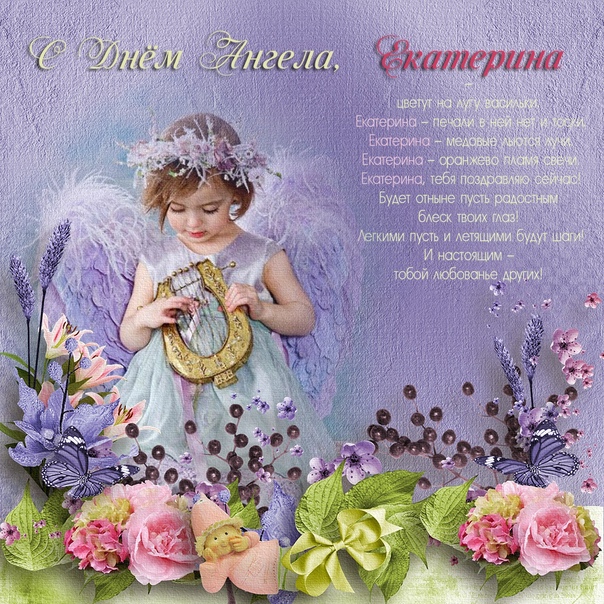 С Днём Ангела, Екатерина
–
цветут на лугу васильки.
Екатерина – печали в ней нет и тоски.
Екатерина – медовые льются лучи.
Екатерина – оранжево пламя свечи.
Екатерина, тебя поздравляю сейчас!
Будет отныне пусть радостным
блеск твоих глаз!
Легкими пусть и летящими будут шаги!
И настоящим –
тобой любованье других!